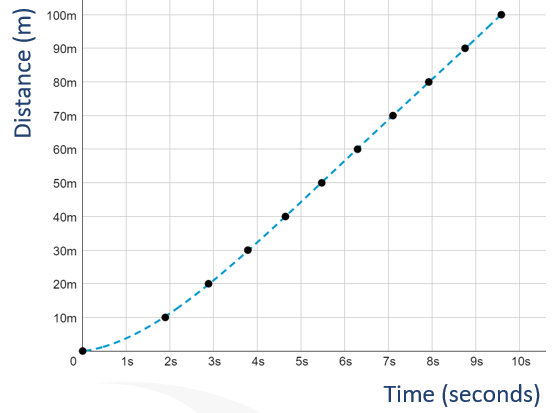 Distance (m)
100m
90m
80m
70m
60m
50m
40m
30m
20m
10m
0 1s 2s 3s 4s 5s 6s 7s 8s 9s 10s
Time (seconds)